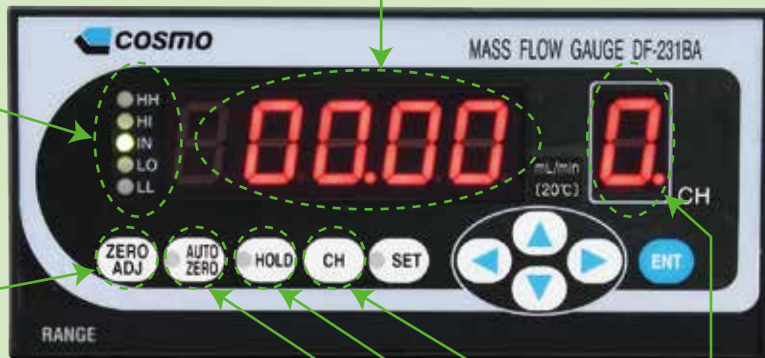 COSMO
MASS FLOW GAUGE DF-231BA
HH
HI
IN
LO
LL
00.00
mL/min
(20℃)
0.
CH
ZERO ADJ
AUTO ZERO
HOLD
CH
SET
ENT
RANGE